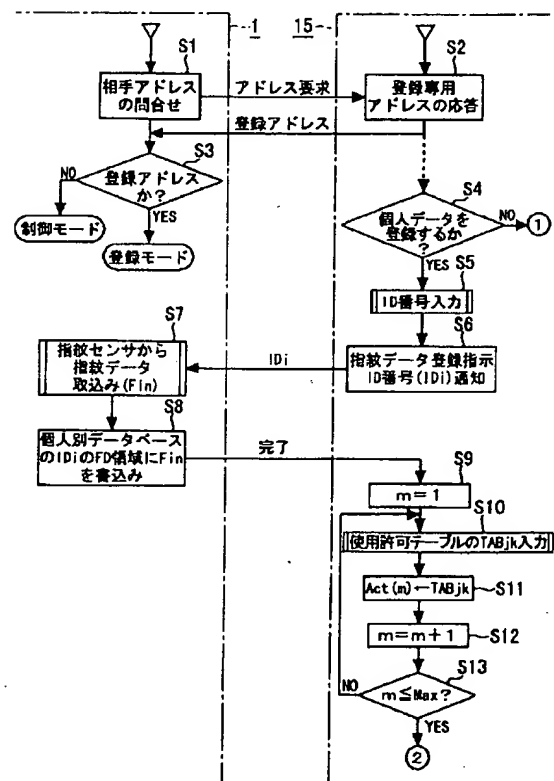 1
15
S1
相手アドレス
の問合せ
アドレス要求
S2
登録専用
アドレスの応答
登録アドレス
S3
登録アドレス
か?
NO
YES
制御モード
登録モード
S4
個人データを
登録するか
?
NO
1
YES
S5
ID番号入力
S6
指紋データ登録指示
ID番号(IDi)通知
IDi
S7
指紋センサから
指紋データ
取込み(Fin)
S8
個人別データベース
のIDiのFD領域にFin
を書込み
完了
S9
m=1
S10
使用許可テーブルのTABjk入力
Act(m)←TABjk
S11
m=m+1
S12
S13
m≦Max?
NO
YES
2